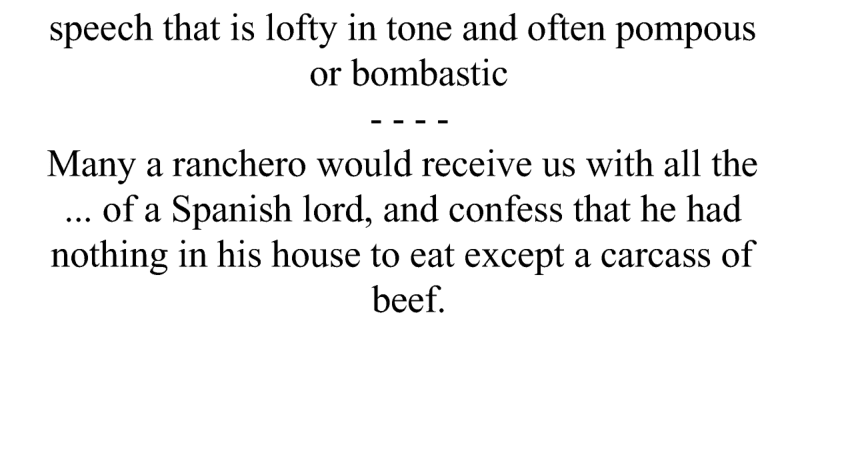 speech that is lofty in tone and often pompous
or bombastic
- - - -
Many a ranchero would receive us with all the
... of a Spanish lord, and confess that he had
nothing in his house to eat except a carcass of
beef.